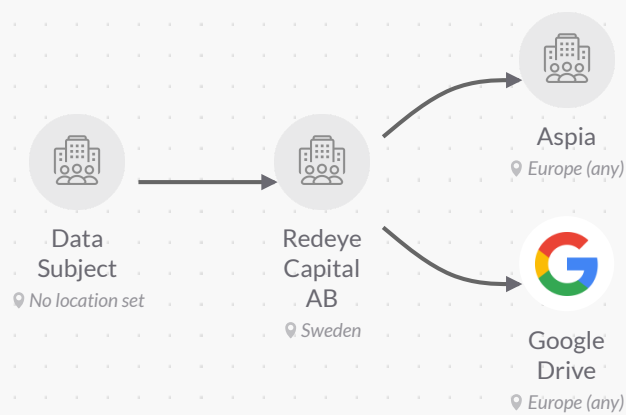 Data
Subject
No location set
Redeye
Capital
AB
Sweden
Aspia
Europe (any)
Google
Drive
Europe (any)